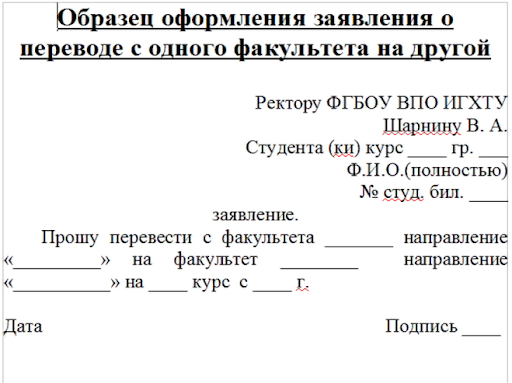 Образец оформления заявления о
переводе с одного факультета на другой
Ректору ФГБОУ ВПО ИГХТУ
Шарнину В. А.
Студента (ки) курс ____ гр. ___
Ф.И.О.(полностью)
№ студ. бил. ____
заявление.
Прошу перевести с факультета _______ направление
«_________» на факультет ________ направление
«__________» на ____ курс с ____ г.
Дата Подпись ____